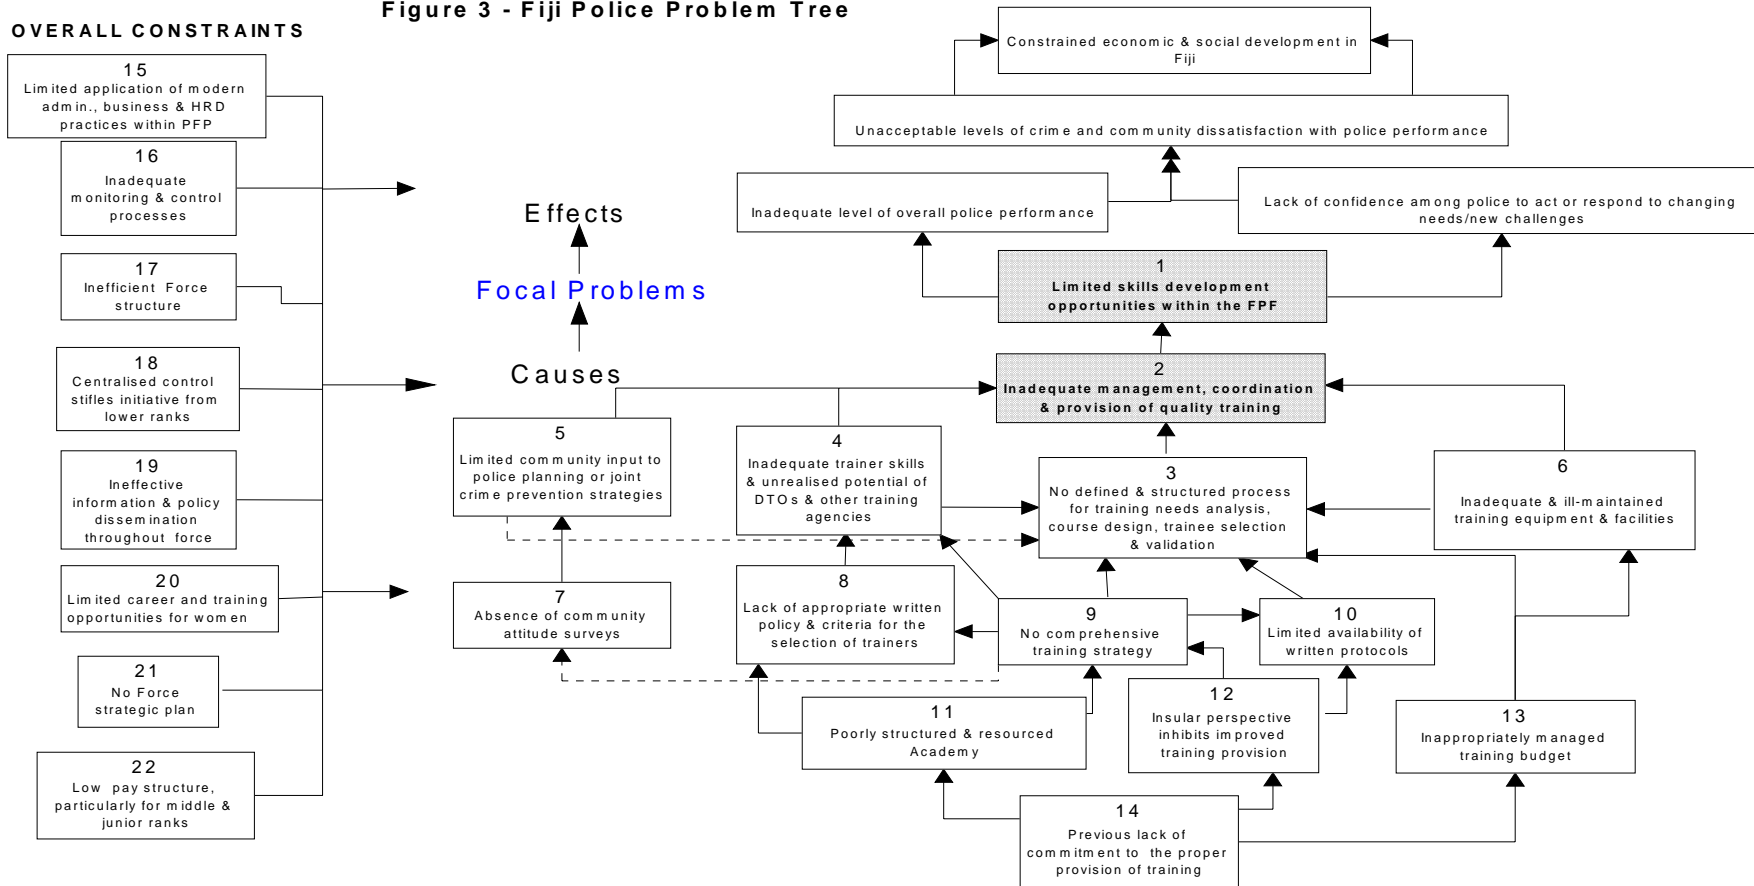 Figure 3 - Fiji Police Problem Tree
OVERALL CONSTRAINTS
15
Limited application of modern
admin., business & HRD
practices within PFP
16
Inadequate
monitoring & control
processes
17
Inefficient Force
structure
18
Centralised control
stifles initiative from
lower ranks
19
Ineffective
information & policy
dissemination
throughout force
20
Limited career and training
opportunities for women
21
No Force
strategic plan
22
Low pay structure,
particularly for middle &
junior ranks
Effects
Focal Problems
Causes
Constrained economic & social development in
Fiji
Unacceptable levels of crime and community dissatisfaction with police performance
Inadequate level of overall police performance
Lack of confidence among police to act or respond to changing
needs/new challenges
1
Limited skills development
opportunities within the FPF
2
Inadequate management, coordination
& provision of quality training
5
Limited community input to
police planning or joint
crime prevention strategies
4
Inadequate trainer skills
& unrealised potential of
DTOs & other training
agencies
3
No defined & structured process
for training needs analysis,
course design, trainee selection
& validation
6
Inadequate & ill-maintained
training equipment & facilities
7
Absence of community
attitude surveys
8
Lack of appropriate written
policy & criteria for the
selection of trainers
9
No comprehensive
training strategy
10
Limited availability of
written protocols
11
Poorly structured & resourced
Academy
12
Insular perspective
inhibits improved
training provision
13
Inappropriately managed
training budget
14
Previous lack of
commitment to the proper
provision of training